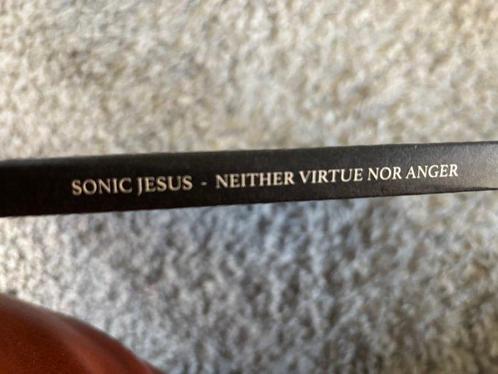 SONIC JESUS - NEITHER VIRTUE NOR ANGER